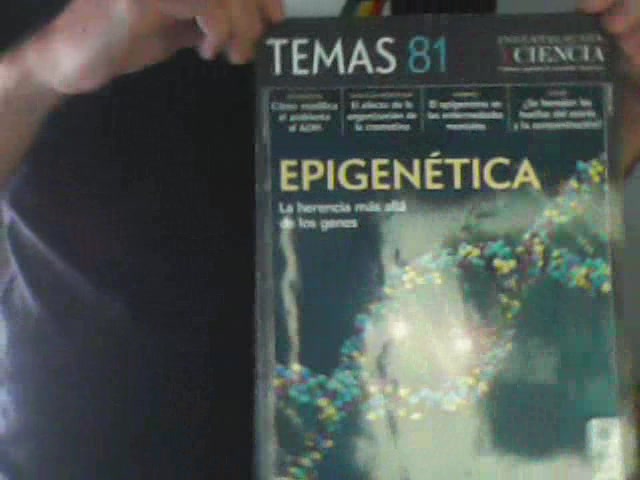 TEMAS 81
INVESTIGACIÓN
Y CIENCIA
Cómo modifica
el ambiente
el ADN
El efecto de la
organización de
la cromatina
El epigenoma en
las enfermedades
mentales
¿Se heredan las
huellas del estrés
y la contaminación?
EPIGENÉTICA
La herencia más allá
de los genes